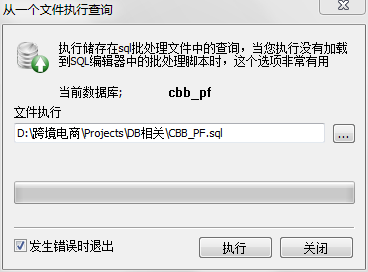 从一个文件执行查询
执行储存在sql批处理文件中的查询，当您执行没有加载
到SQL编辑器中的批处理脚本时，这个选项非常有用
当前数据库; cbb_pf
文件执行
D:\跨境电商\Projects\DB相关\CBB_PF.sql ...
发生错误时退出 执行 关闭